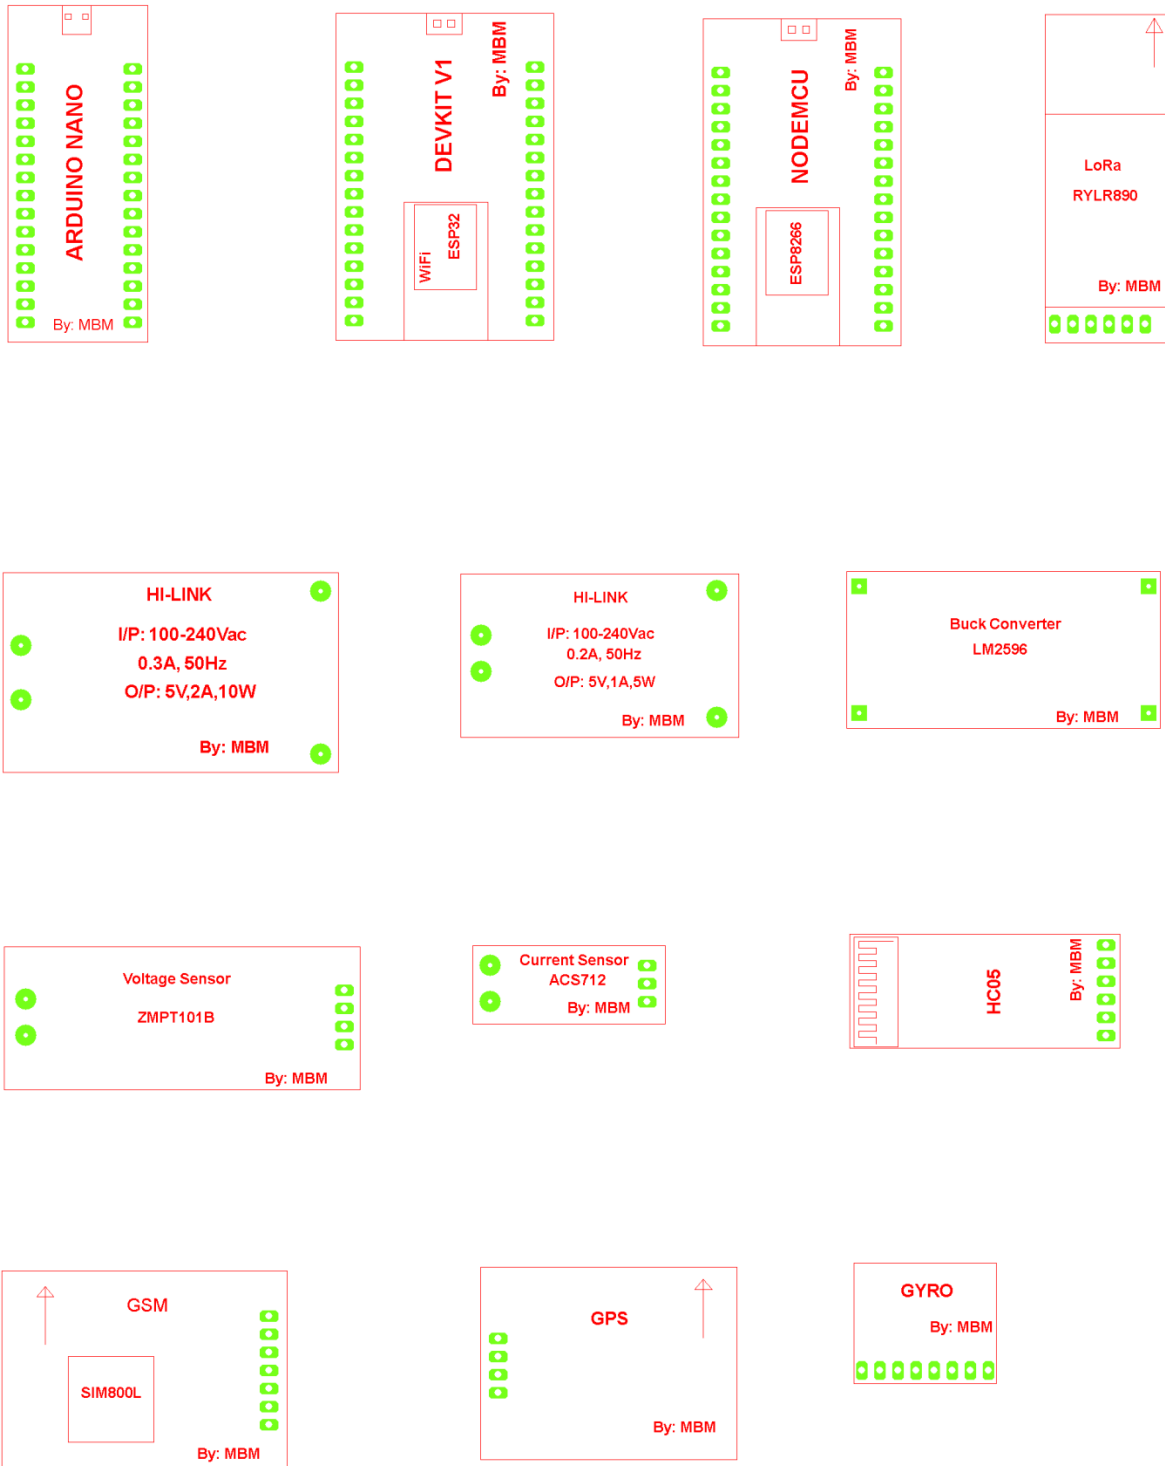 ARDUINO NANO
By: MBM
DEVKIT V1
By: MBM
WiFi
ESP32
NODEMCU
By: MBM
ESP8266
LoRa
RYLR890
By: MBM
HI-LINK
I/P: 100-240Vac
0.3A, 50Hz
O/P: 5V,2A,10W
By: MBM
HI-LINK
I/P: 100-240Vac
0.2A, 50Hz
O/P: 5V,1A,5W
By: MBM
Buck Converter
LM2596
By: MBM
Voltage Sensor
ZMPT101B
By: MBM
Current Sensor
ACS712
By: MBM
HC05
By: MBM
GSM
SIM800L
By: MBM
GPS
By: MBM
GYRO
By: MBM